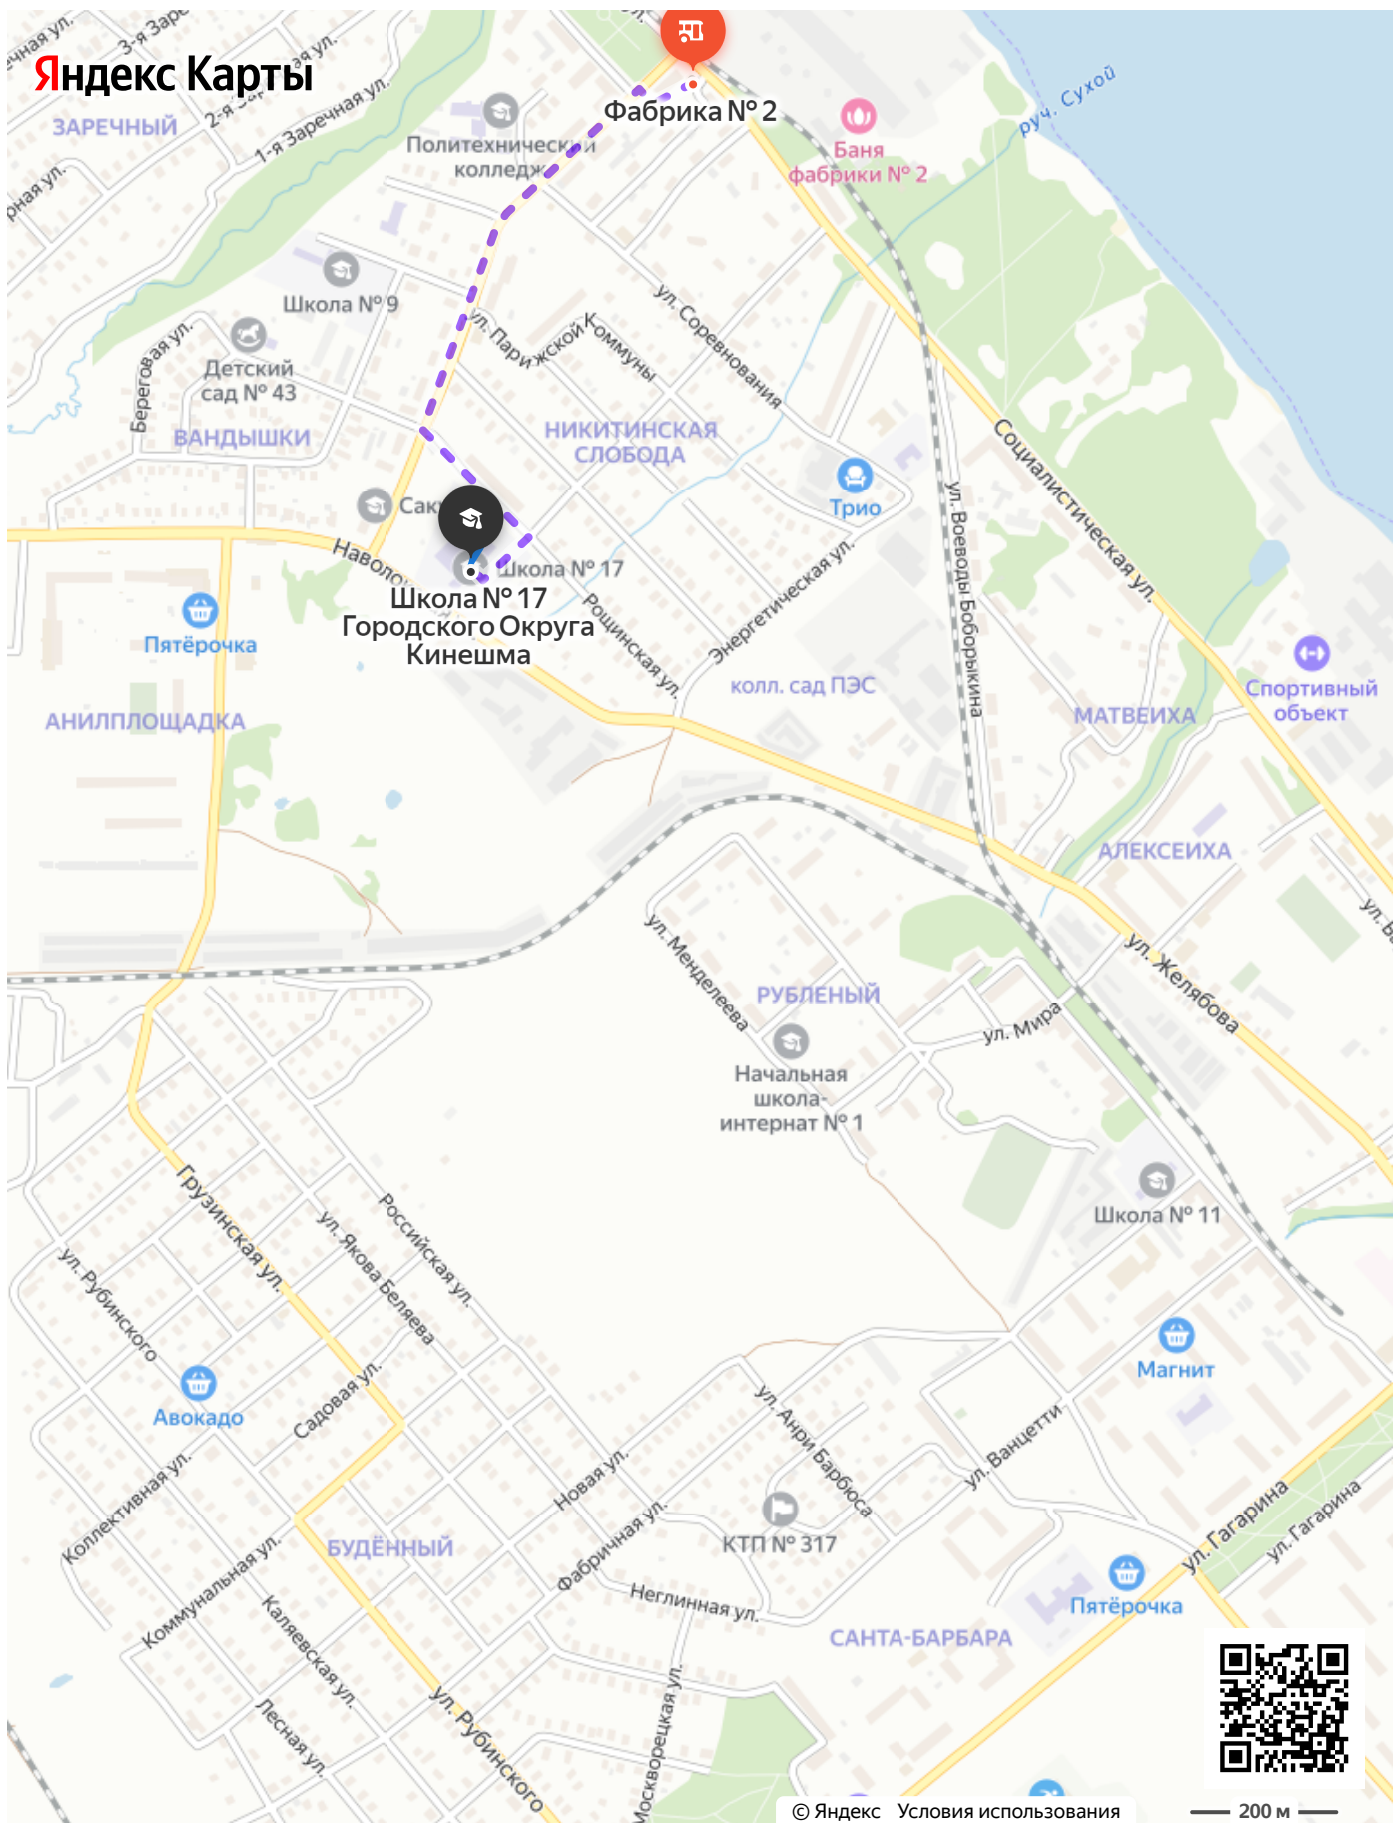 Яндекс Карты
3-я Заре
ул.
2-я Заречная ул.
1-я Заречная ул.
ЗАРЕЧНЫЙ
Фабрика № 2
руч. Сухой
Политехнический
колледж
Баня
фабрики № 2
Школа № 9
ул. Соревнования
ул. Парижской Коммуны
Береговая ул.
Детский
сад № 43
ВАНДЫШКИ
НИКИТИНСКАЯ
СЛОБОДА
Социалистическая ул.
Трио
ул. Воеводы Боборыкина
Школа № 17
Школа № 17
Городского Округа
Кинешма
Рощинская ул.
Энергетическая ул.
Пятёрочка
колл. сад ПЭС
Спортивный
объект
АНИЛПЛОЩАДКА
МАТВЕИХА
АЛЕКСЕИХА
ул. Менделеева
ул. Желябова
РУБЛЕНЫЙ
ул. Мира
Начальная
школа-
интернат № 1
Грузинская ул.
Российская ул.
Школа № 11
ул. Якова Беляева
ул. Рубинского
Магнит
Садовая ул.
ул. Анри Барбюса
Авокадо
ул. Ванцетти
Коллективная ул.
Новая ул.
ул. Гагарина
ул. Гагарина
КТП № 317
БУДЁННЫЙ
Фабричная ул.
Коммунальная ул.
Неглинная ул.
Пятёрочка
Каляевская ул.
САНТА-БАРБАРА
Москворецкая ул.
Лесная ул.
ул. Рубинского
© Яндекс Условия использования
200 м